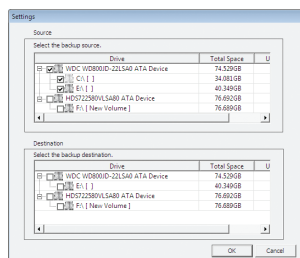 Settings
Source
Select the backup source.
Drive Total Space U
WDC WD800JD-22LSA0 ATA Device 74.529GB
C:\ [ ] 34.081GB
E:\ [ ] 40.349GB
HDS722580VLSA80 ATA Device 76.692GB
F:\ [ New Volume ] 76.689GB
Destination
Select the backup destination.
Drive Total Space U
WDC WD800JD-22LSA0 ATA Device 74.529GB
E:\ [ ] 40.349GB
HDS722580VLSA80 ATA Device 76.692GB
F:\ [ New Volume ] 76.689GB
OK Cancel